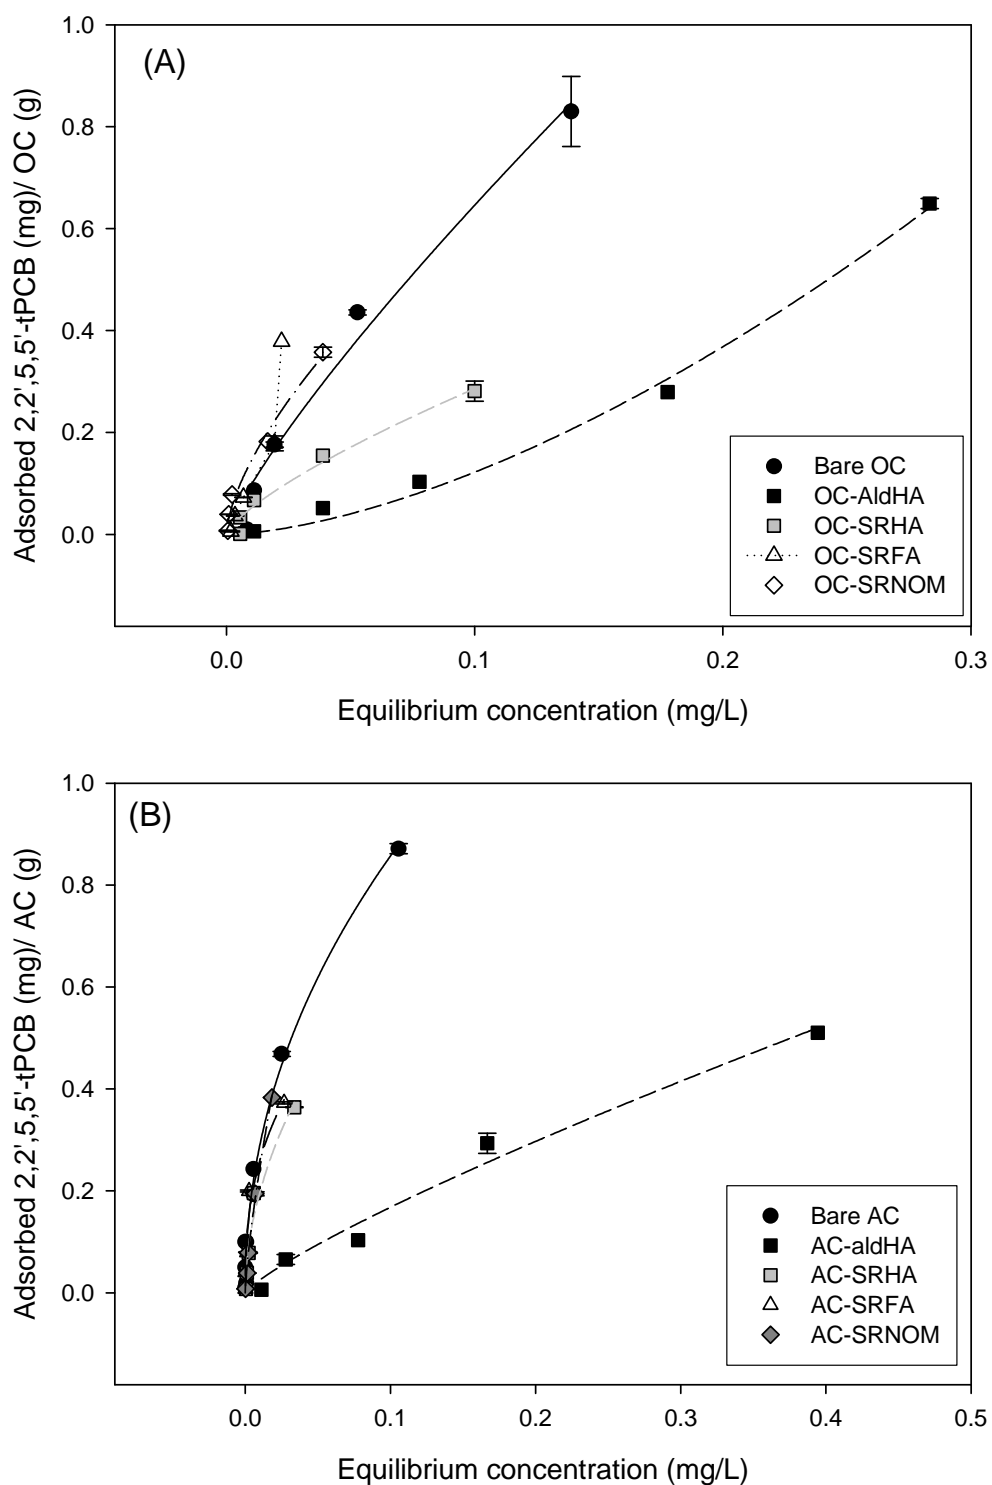 (A)
Adsorbed 2,2',5,5'-tPCB (mg)/ OC (g)
1.0
0.8
0.6
0.4
0.2
0.0
Bare OC
OC-AldHA
OC-SRHA
OC-SRFA
OC-SRNOM
0.0 0.1 0.2 0.3
Equilibrium concentration (mg/L)
(B)
Adsorbed 2,2',5,5'-tPCB (mg)/ AC (g)
1.0
0.8
0.6
0.4
0.2
0.0
Bare AC
AC-aldHA
AC-SRHA
AC-SRFA
AC-SRNOM
0.0 0.1 0.2 0.3 0.4 0.5
Equilibrium concentration (mg/L)